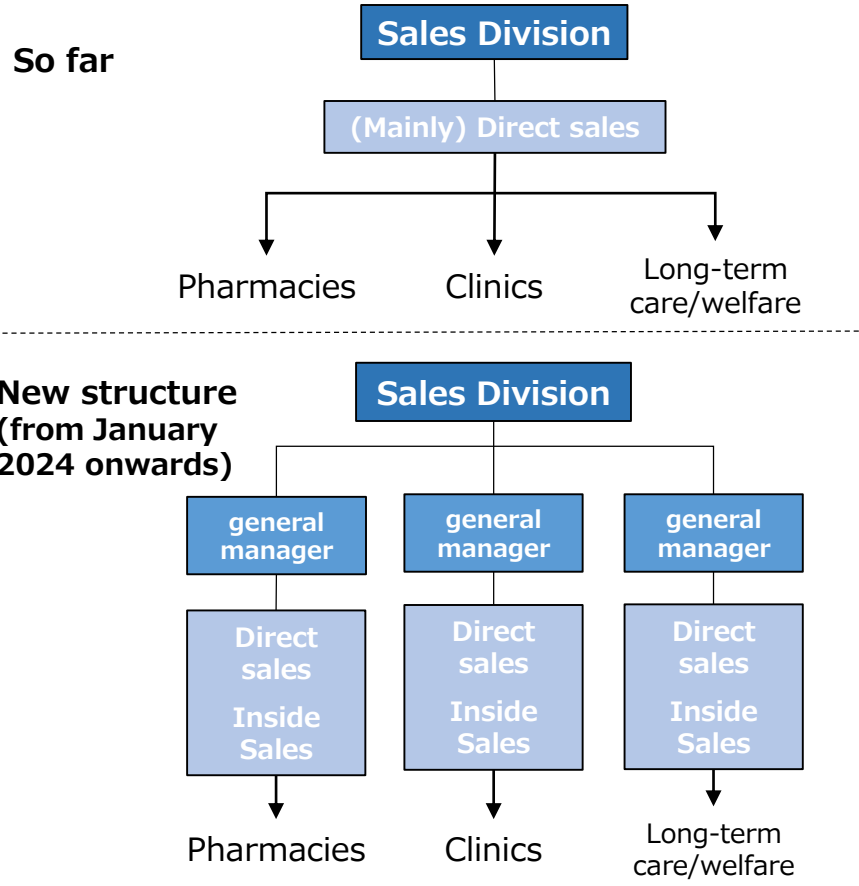 Sales Division
So far
(Mainly) Direct sales
Pharmacies
Clinics
Long-term
care/welfare
New structure
(from January
2024 onwards)
Sales Division
general
manager
general
manager
general
manager
Direct
sales
Inside
Sales
Direct
sales
Inside
Sales
Direct
sales
Inside
Sales
Pharmacies
Clinics
Long-term
care/welfare